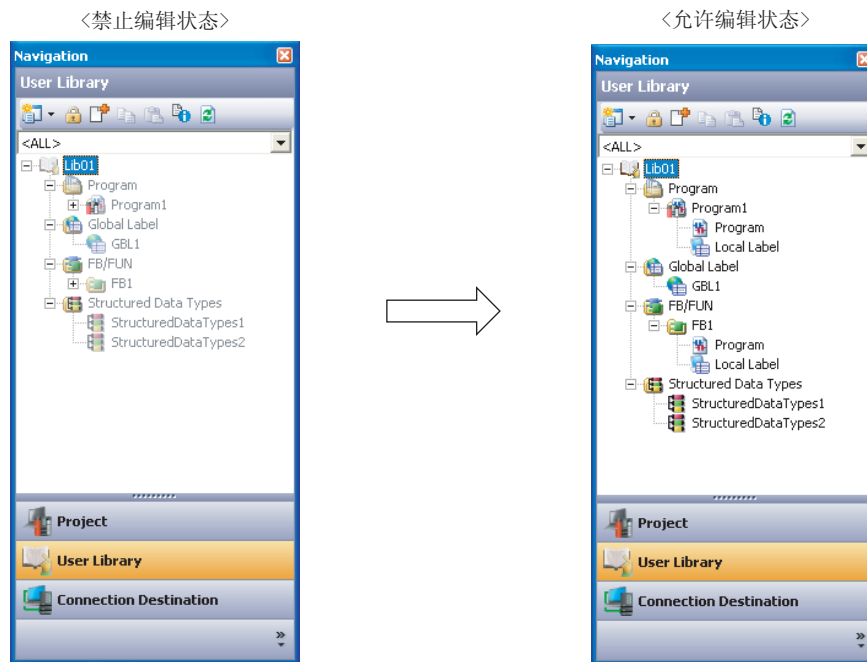 <禁止编辑状态>
Navigation
User Library
<ALL>
Lib01
Program
Program1
Global Label
GBL1
FB/FUN
FB1
Structured Data Types
StructuredDataTypes1
StructuredDataTypes2
Project
User Library
Connection Destination
<允许编辑状态>
Navigation
User Library
<ALL>
Lib01
Program
Program1
Program
Local Label
Global Label
GBL1
FB/FUN
FB1
Program
Local Label
Structured Data Types
StructuredDataTypes1
StructuredDataTypes2
Project
User Library
Connection Destination